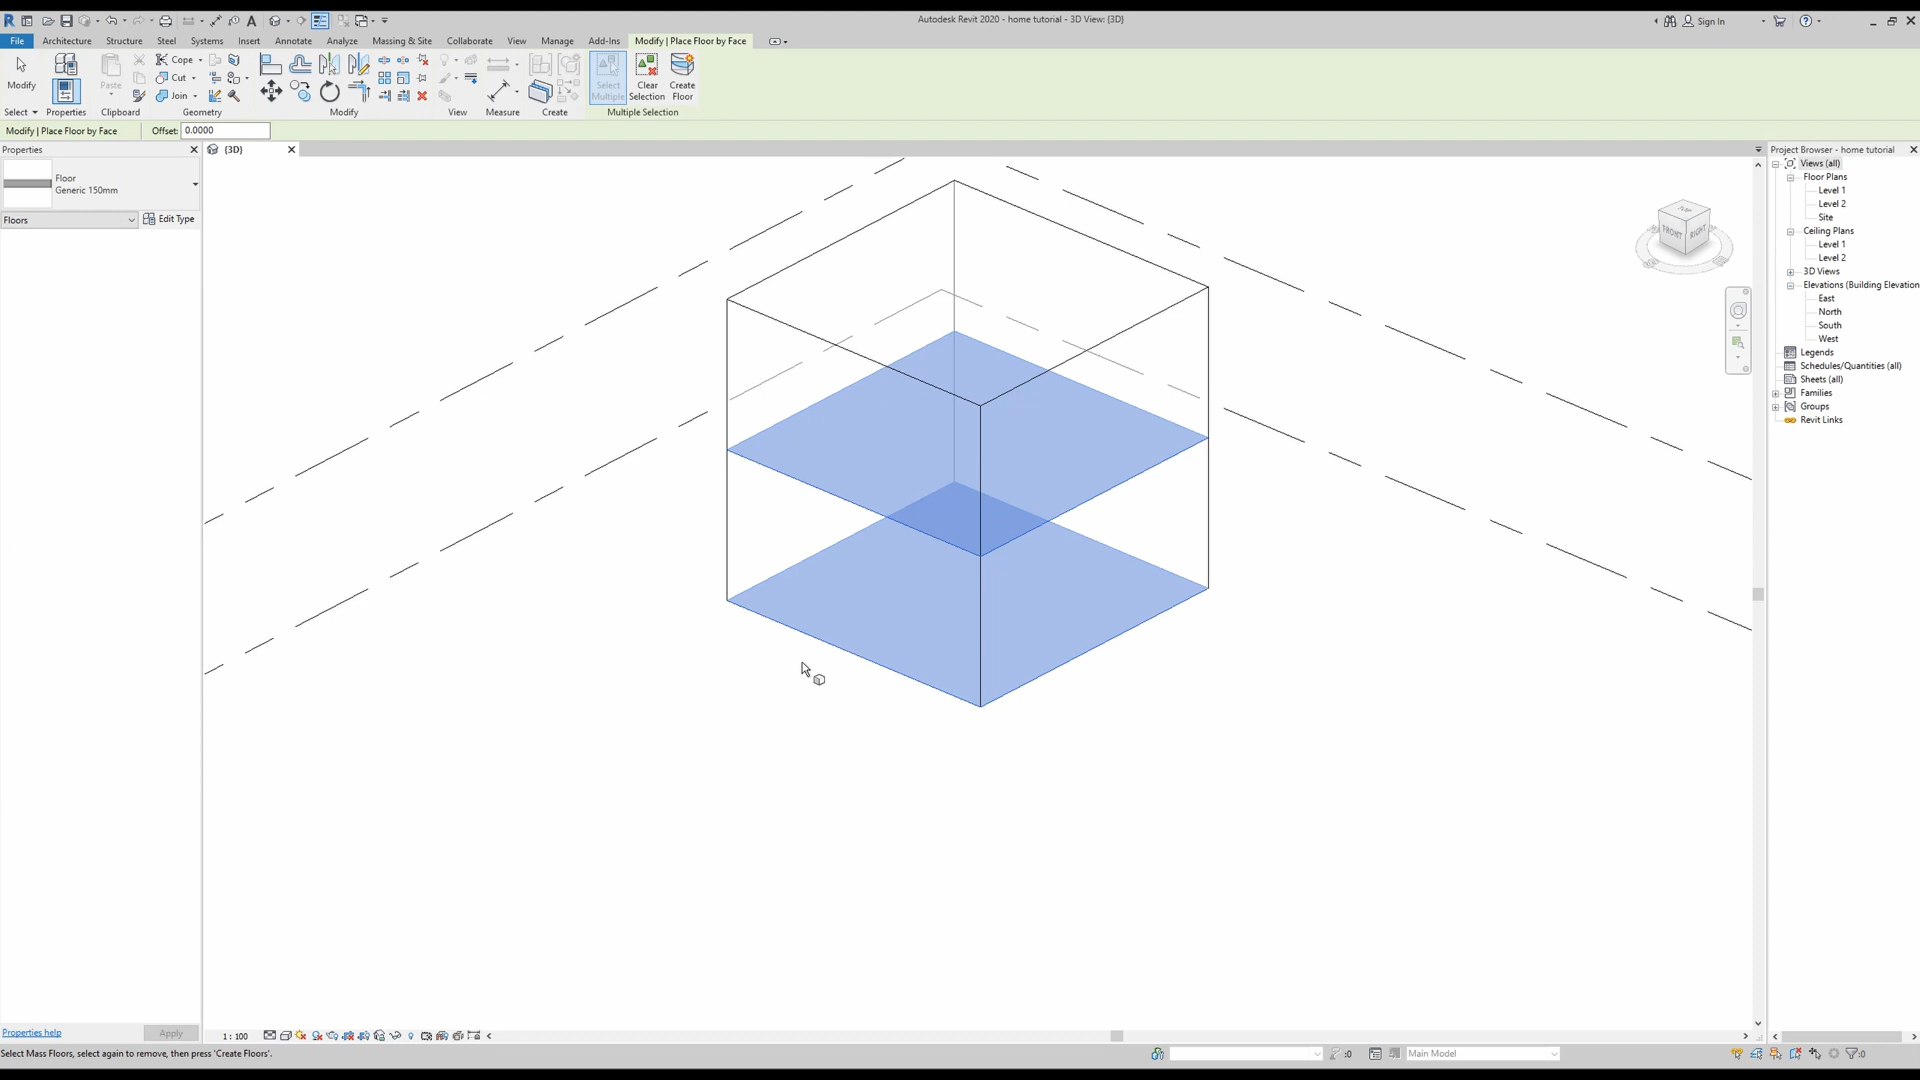 Autodesk Revit 2020 - home tutorial - 3D View: {3D}
Sign In
File Architecture Structure Steel Systems Insert Annotate Analyze Massing & Site Collaborate View Manage Add-Ins Modify | Place Floor by Face
Modify
Paste
Cope
Cut
Join
Select Multiple
Clear Selection
Create Floor
Select Properties Clipboard Geometry Modify View Measure Create Multiple Selection
Modify | Place Floor by Face Offset: 0.0000
Properties
{3D}
Project Browser - home tutorial
Floor
Generic 150mm
Floors
Edit Type
Views (all)
Floor Plans
Level 1
Level 2
Site
Ceiling Plans
Level 1
Level 2
3D Views
Elevations (Building Elevation
East
North
South
West
Legends
Schedules/Quantities (all)
Sheets (all)
Families
Groups
Revit Links
TOP
FRONT RIGHT
Properties help
Apply
1 : 100
Select Mass Floors, select again to remove, then press 'Create Floors'.
:0
Main Model
:0